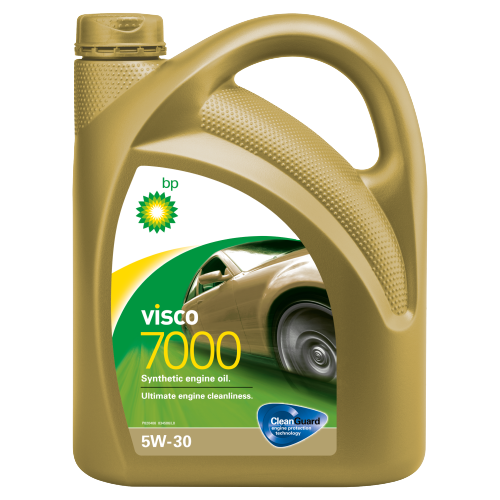 bp
visco
7000
Synthetic engine oil.
Ultimate engine cleanliness.
CleanGuard
engine protection
technology
5W-30